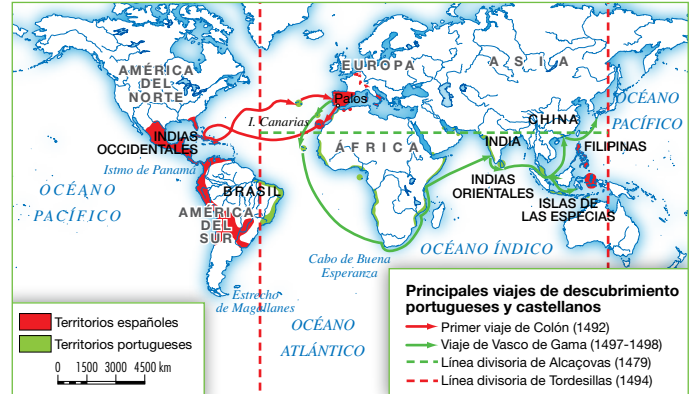 EUROPA
ASIA
AMÉRICA
DEL
NORTE
Palos
OCÉANO
PACÍFICO
I. Canarias
CHINA
INDIAS
OCCIDENTALES
ÁFRICA
INDIA
FILIPINAS
Istmo de Panamá
OCÉANO
PACÍFICO
BRASIL
INDIAS
ORIENTALES
ISLAS DE
LAS ESPECIAS
AMÉRICA
DEL
SUR
OCÉANO ÍNDICO
Cabo de Buena
Esperanza
Estrecho
de Magallanes
OCÉANO
ATLÁNTICO
Territorios españoles
Territorios portugueses
0 1500 3000 4500 km
Principales viajes de descubrimiento
portugueses y castellanos
Primer viaje de Colón (1492)
Viaje de Vasco de Gama (1497-1498)
Línea divisoria de Alcaçovas (1479)
Línea divisoria de Tordesillas (1494)